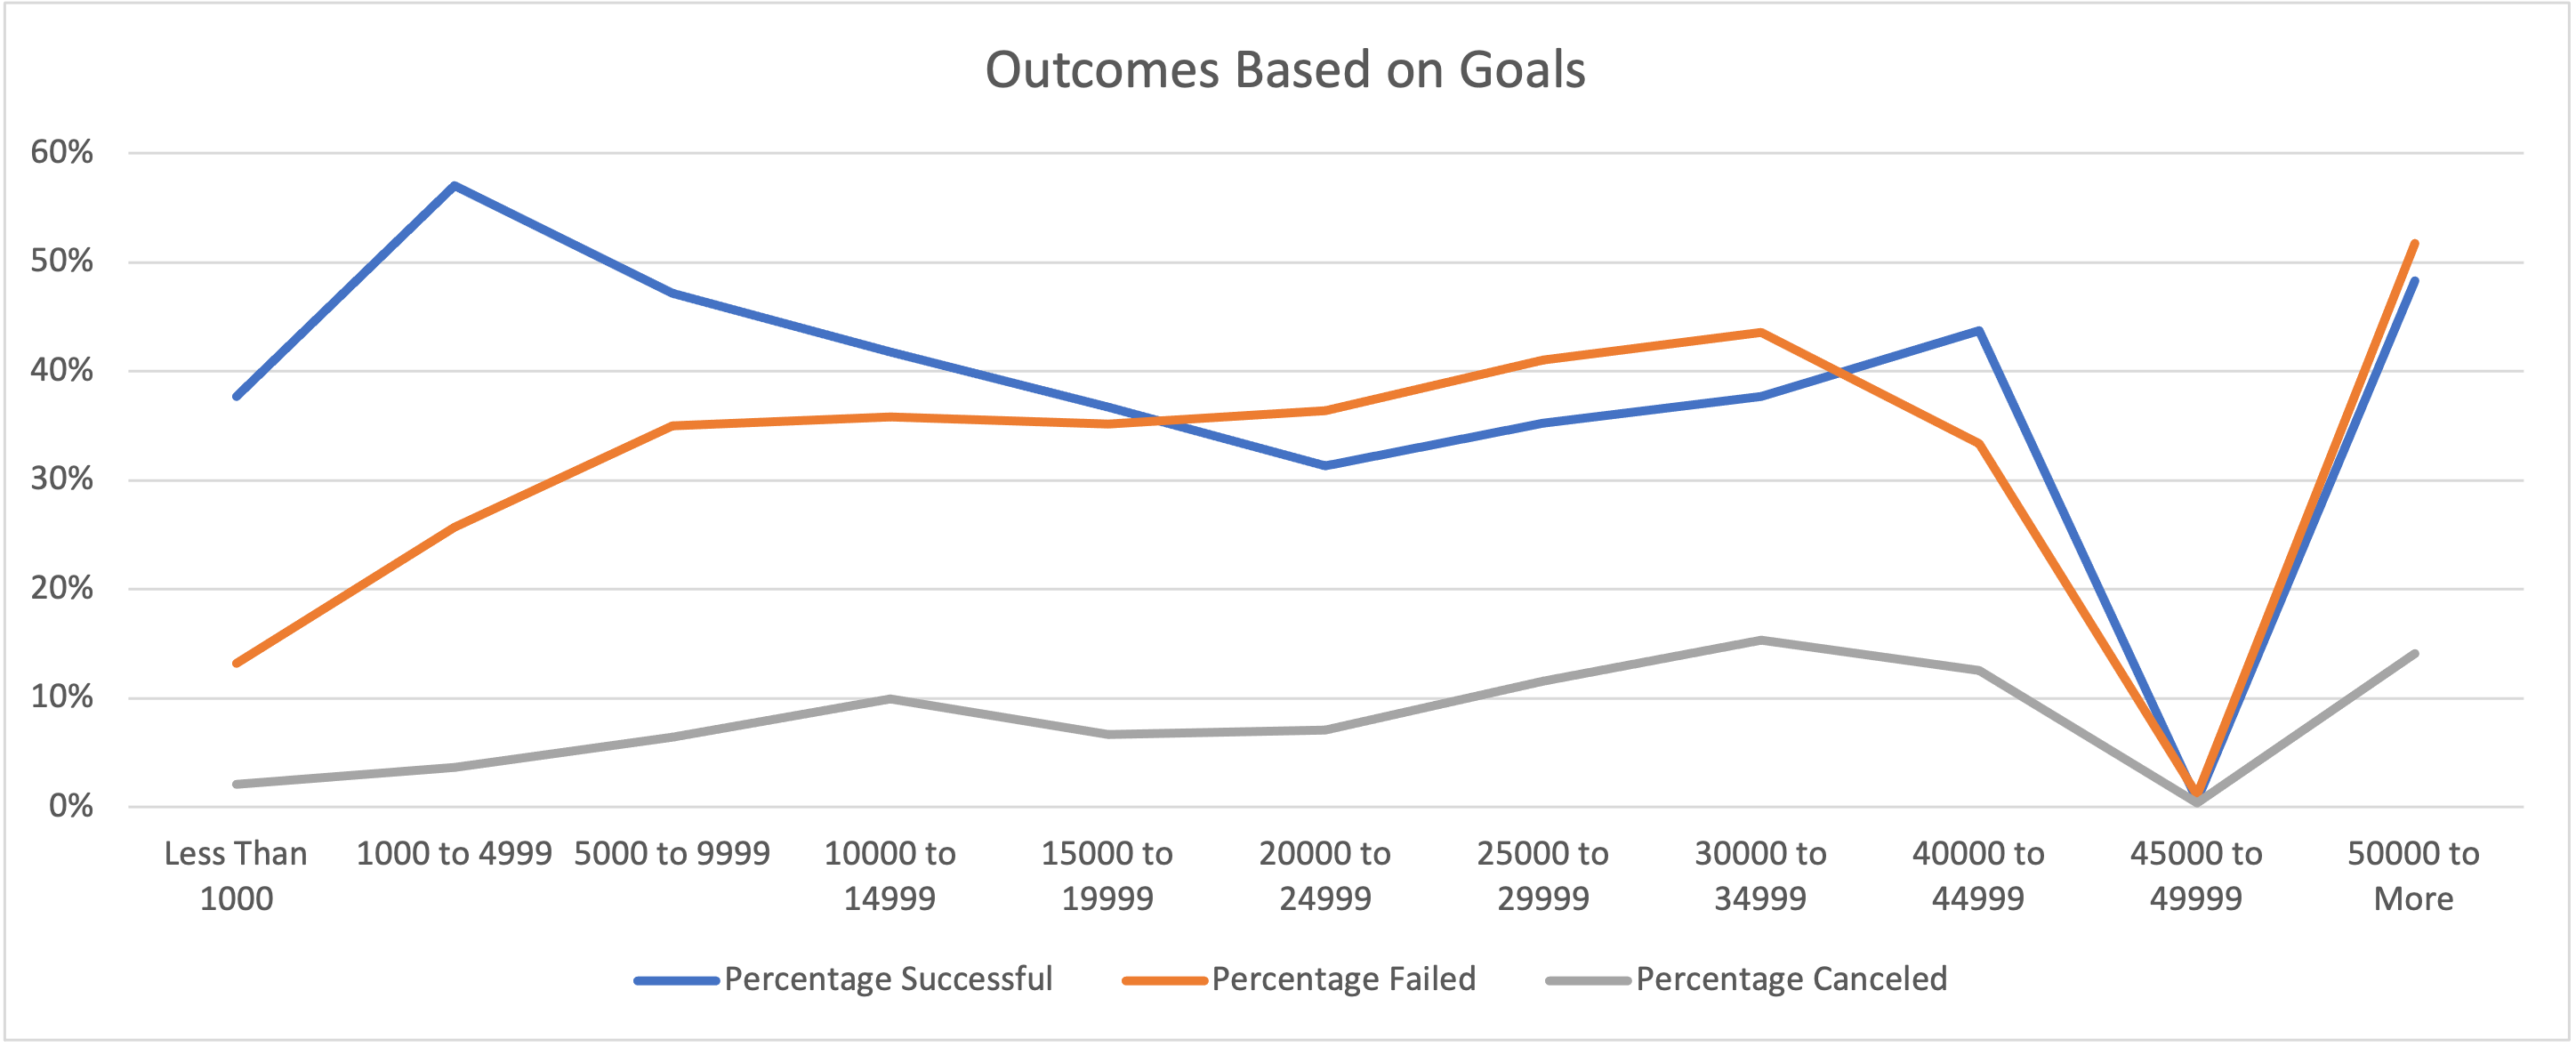 Outcomes Based on Goals
60%
50%
40%
30%
20%
10%
0%
Less Than
1000
1000 to 4999
5000 to 9999
10000 to
14999
15000 to
19999
20000 to
24999
25000 to
29999
30000 to
34999
40000 to
44999
45000 to
49999
50000 to
More
Percentage Successful
Percentage Failed
Percentage Canceled